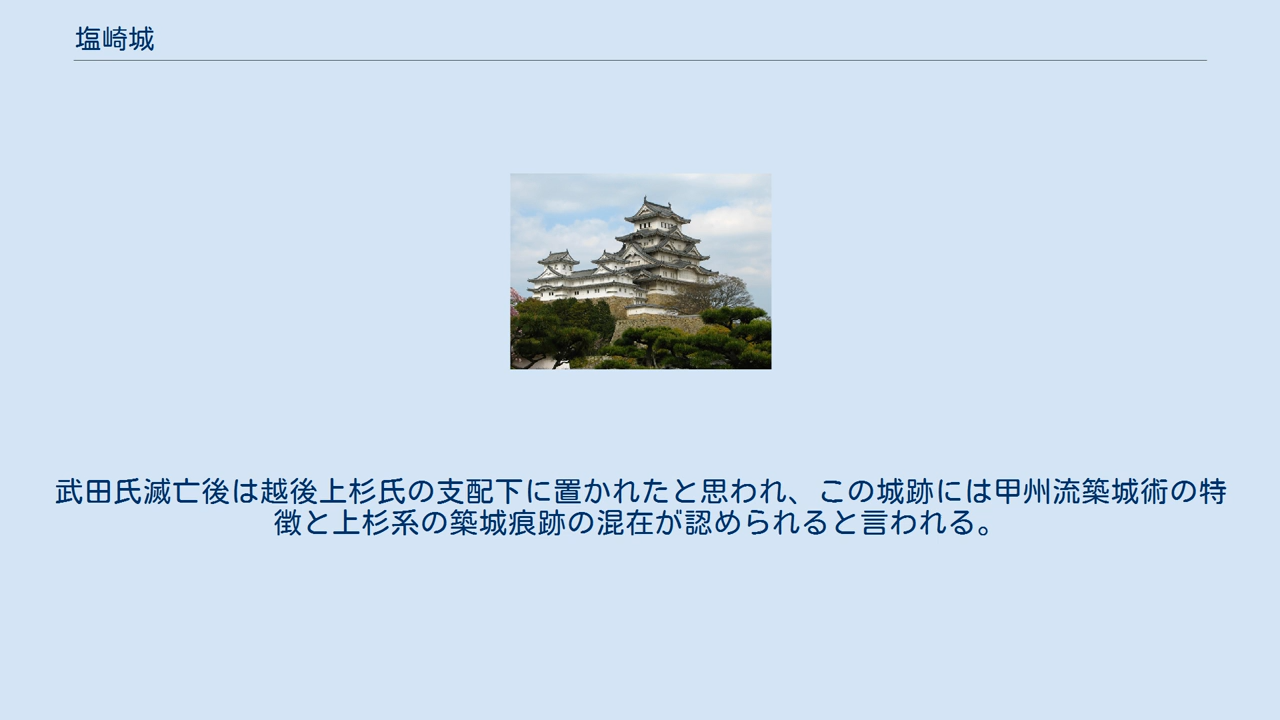 塩崎城
武田氏滅亡後は越後上杉氏の支配下に置かれたと思われ、この城跡には甲州流築城術の特
徴と上杉系の築城痕跡の混在が認められると言われる。